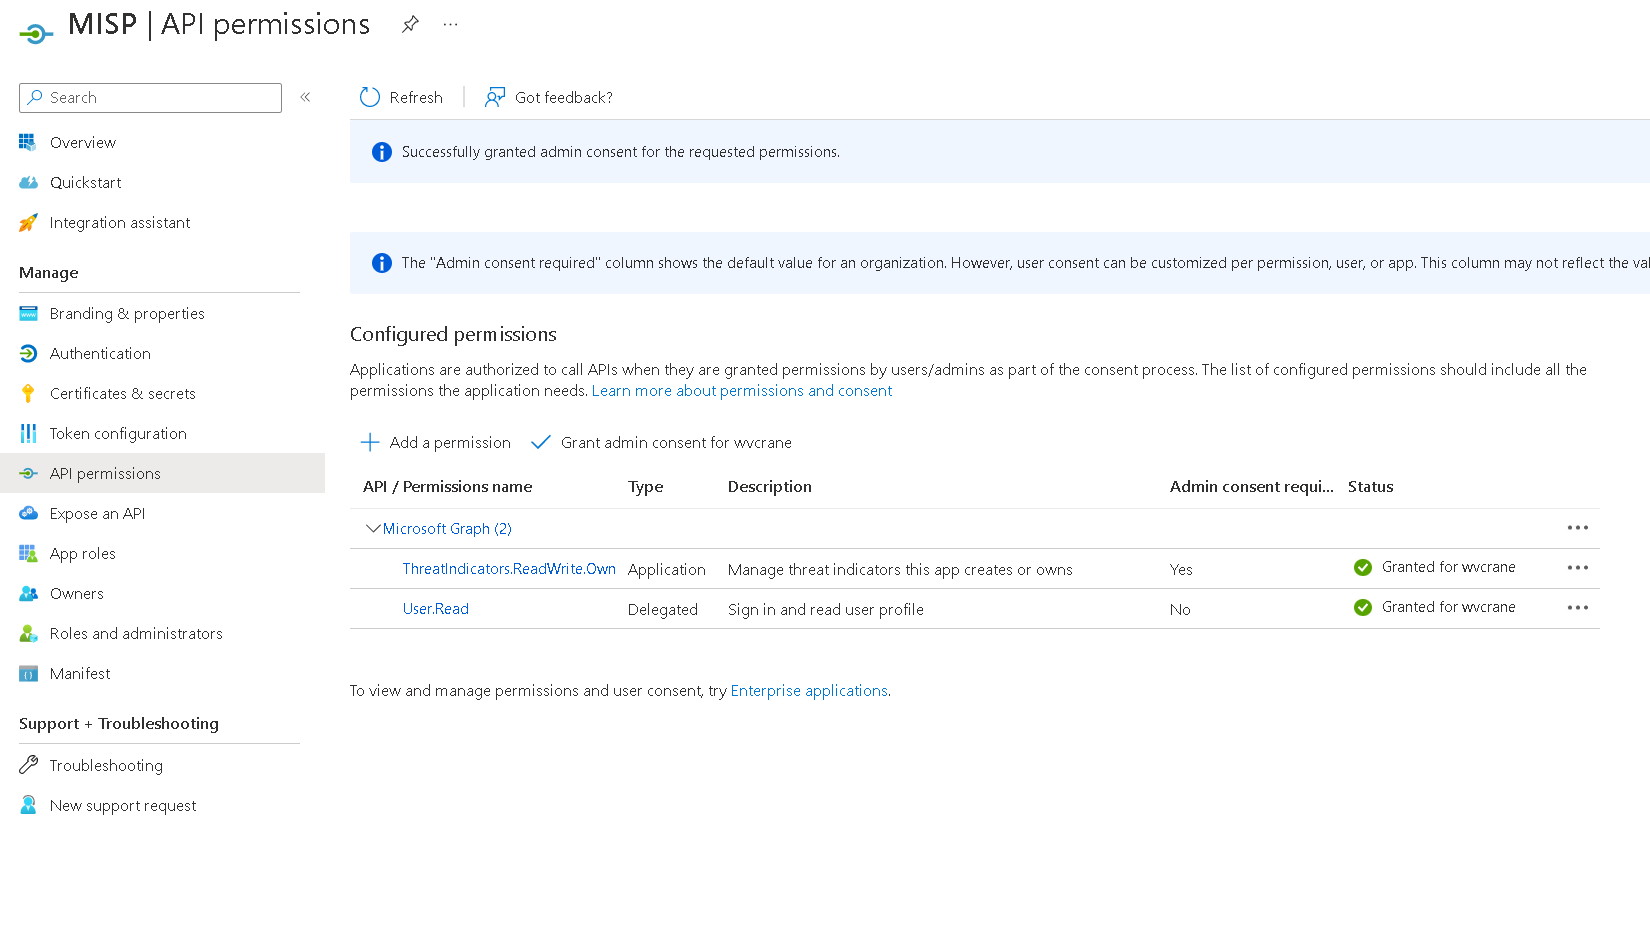 MISP | API permissions
Search
Refresh
Got feedback?
Overview
Quickstart
Integration assistant
Manage
Branding & properties
Authentication
Certificates & secrets
Token configuration
API permissions
Expose an API
App roles
Owners
Roles and administrators
Manifest
Support + Troubleshooting
Troubleshooting
New support request
Successfully granted admin consent for the requested permissions.
The "Admin consent required" column shows the default value for an organization. However, user consent can be customized per permission, user, or app. This column may not reflect the
Configured permissions
Applications are authorized to call APIs when they are granted permissions by users/admins as part of the consent process. The list of configured permissions should include all the
permissions the application needs. Learn more about permissions and consent
Add a permission
Grant admin consent for wvcrane
API / Permissions name Type Description Admin consent requi... Status
Microsoft Graph (2)
ThreatIndicators.ReadWrite.Own Application Manage threat indicators this app creates or owns Yes Granted for wvcrane
User.Read Delegated Sign in and read user profile No Granted for wvcrane
To view and manage permissions and user consent, try Enterprise applications.